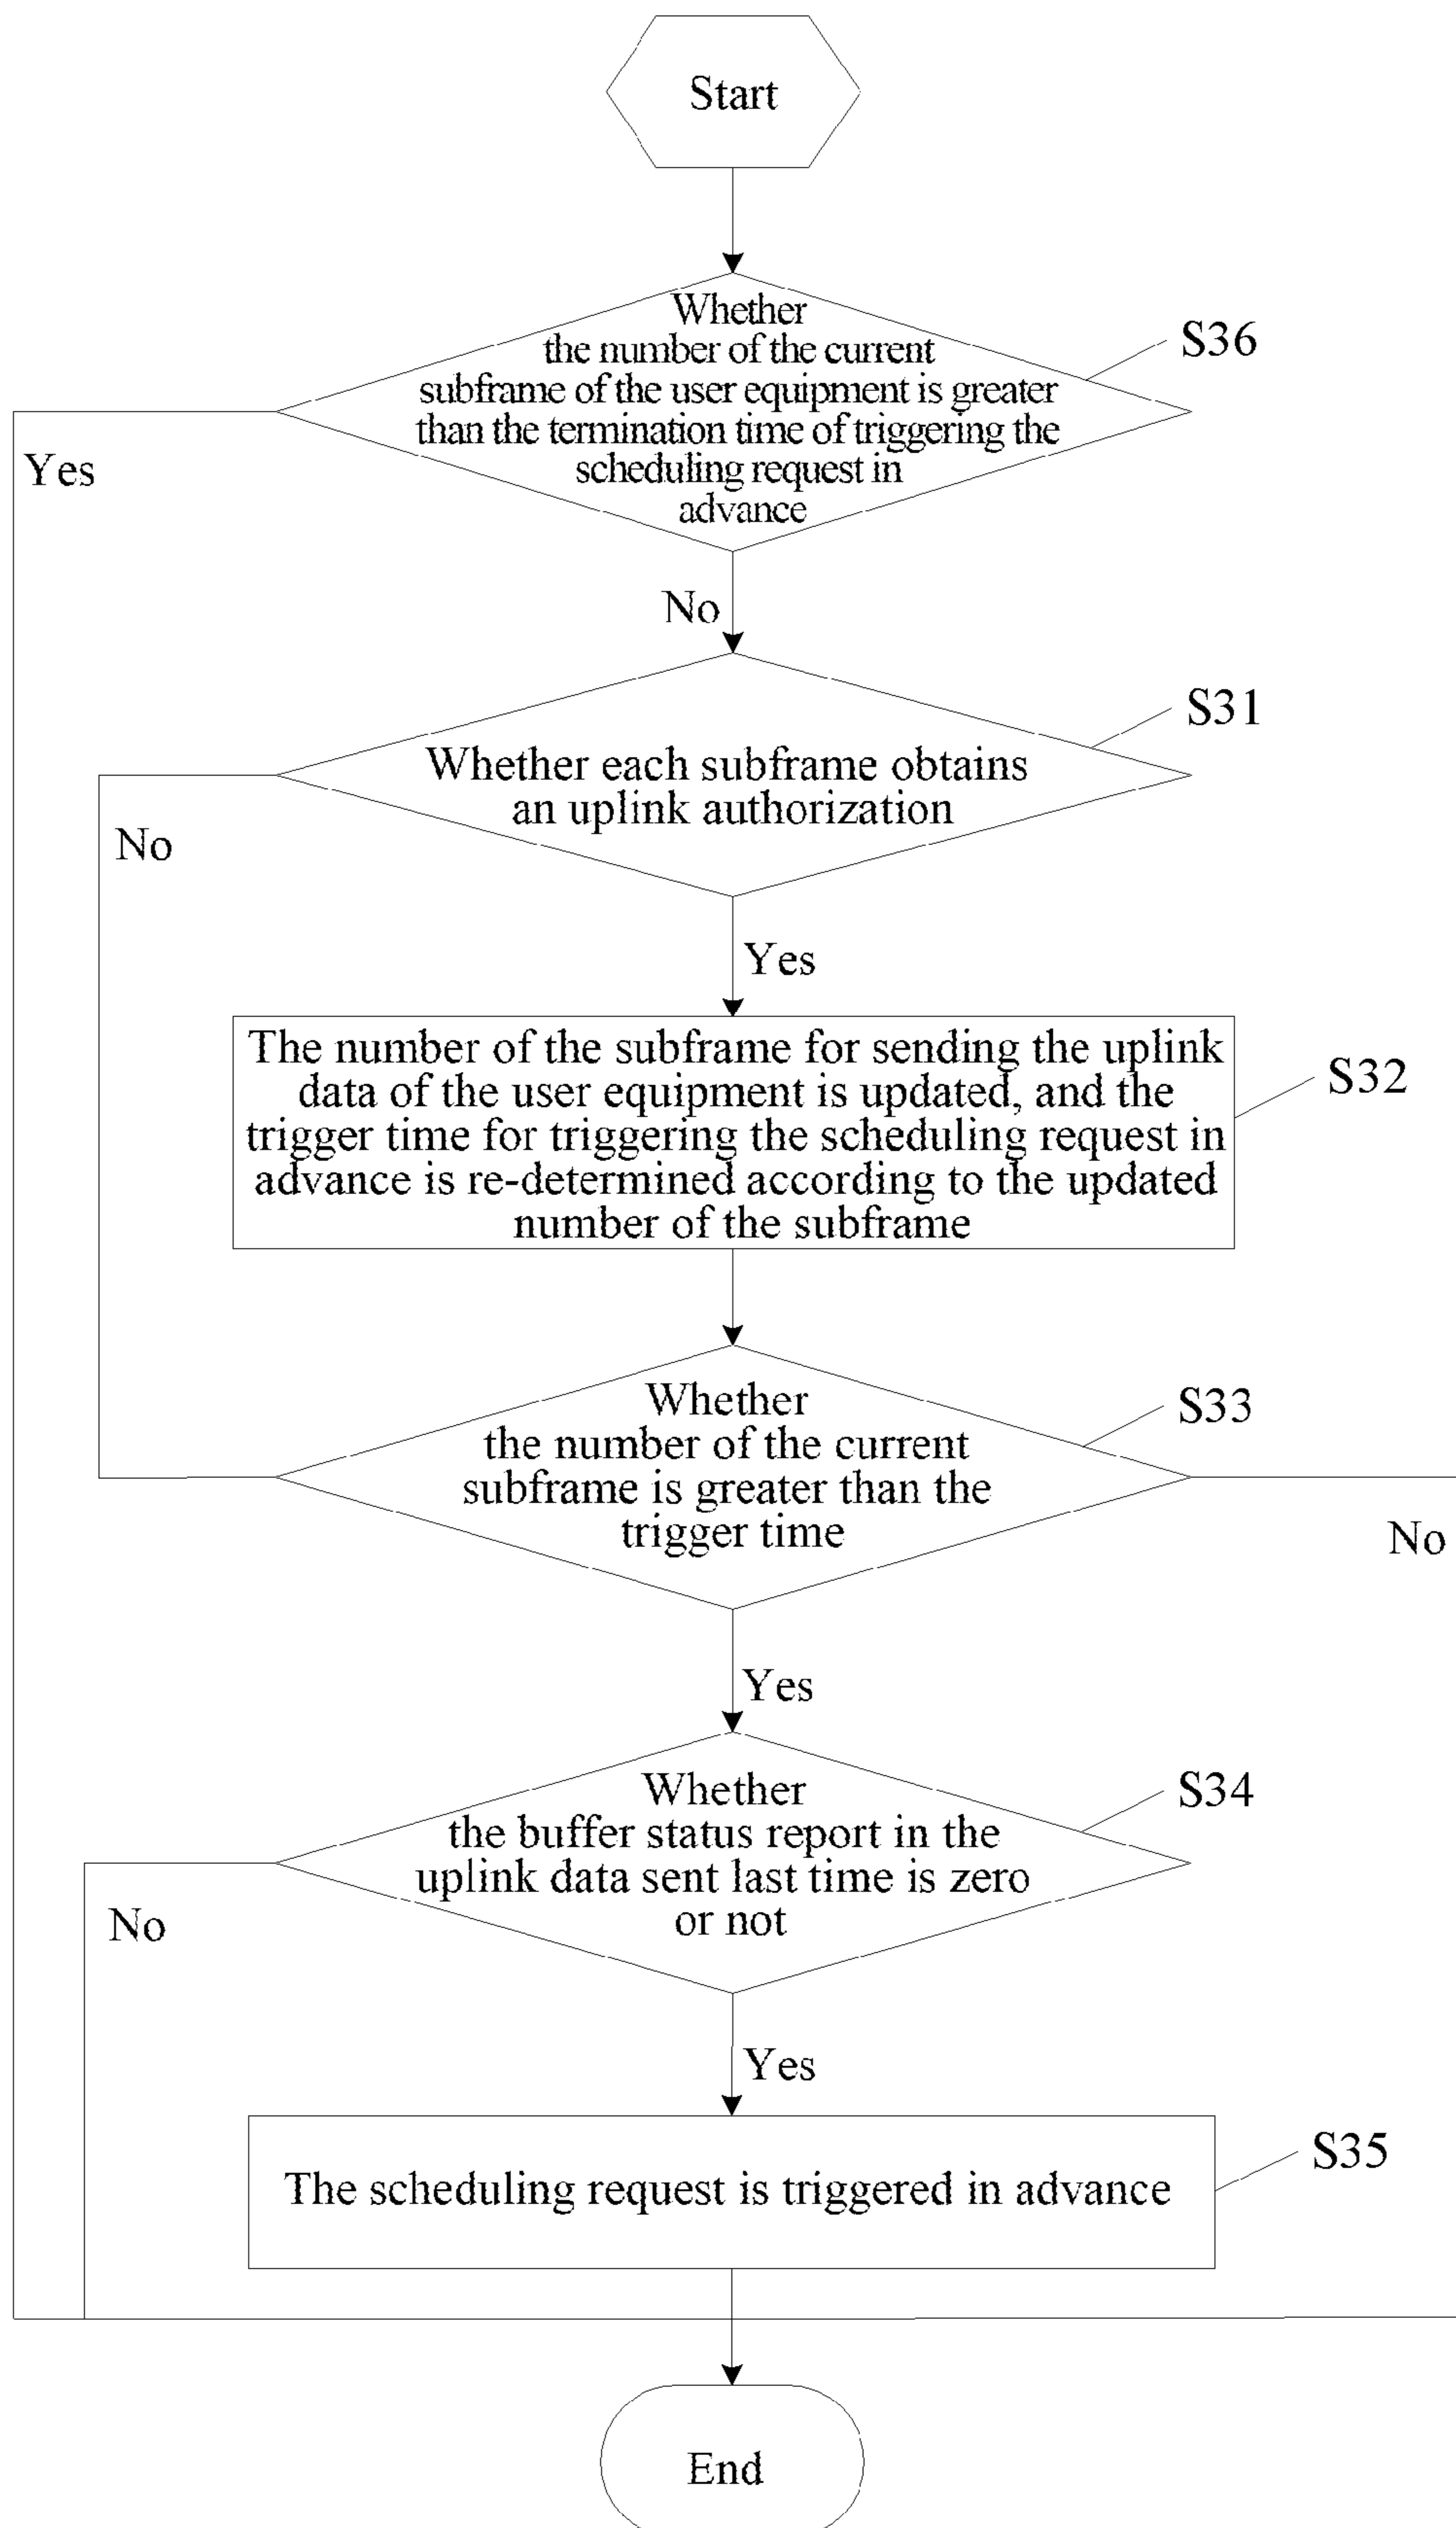 Start
Whether
the number of the current
subframe of the user equipment is greater
than the termination time of triggering the
scheduling request in
advance
S36
Yes
No
S31
Whether each subframe obtains
an uplink authorization
No
Yes
The number of the subframe for sending the uplink
data of the user equipment is updated, and the
trigger time for triggering the scheduling request in
advance is re-determined according to the updated
number of the subframe
S32
Whether
the number of the current
subframe is greater than the
trigger time
S33
No
Yes
Whether
the buffer status report in the
uplink data sent last time is zero
or not
S34
No
Yes
The scheduling request is triggered in advance
S35
End